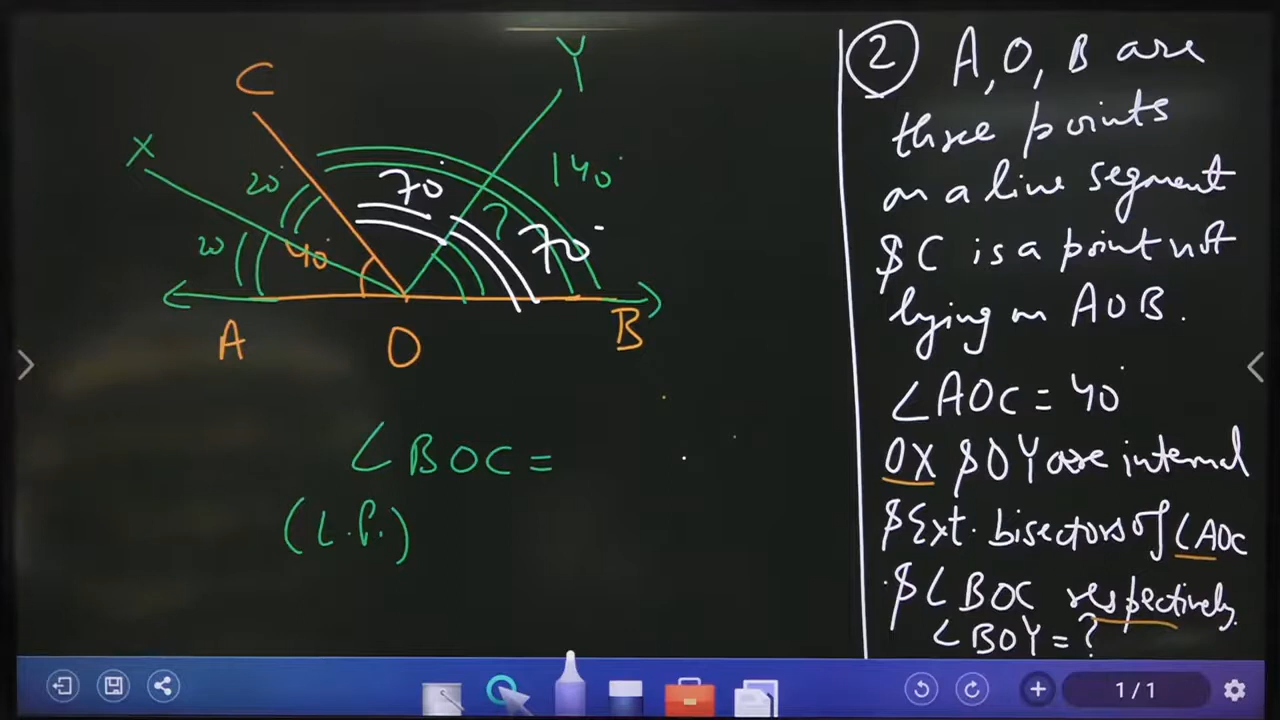 C
Y
X
20°
70°
140°
?
20
40°
70°
A
O
B
∠BOC =
(L.P.)
② A, O, B are
three points
on a line segment
& C is a point not
lying on AOB.
∠AOC = 40°
OX & OY are internal
& Ext. bisectors of ∠AOC
& ∠BOC respectively.
∠BOY = ?
1/1